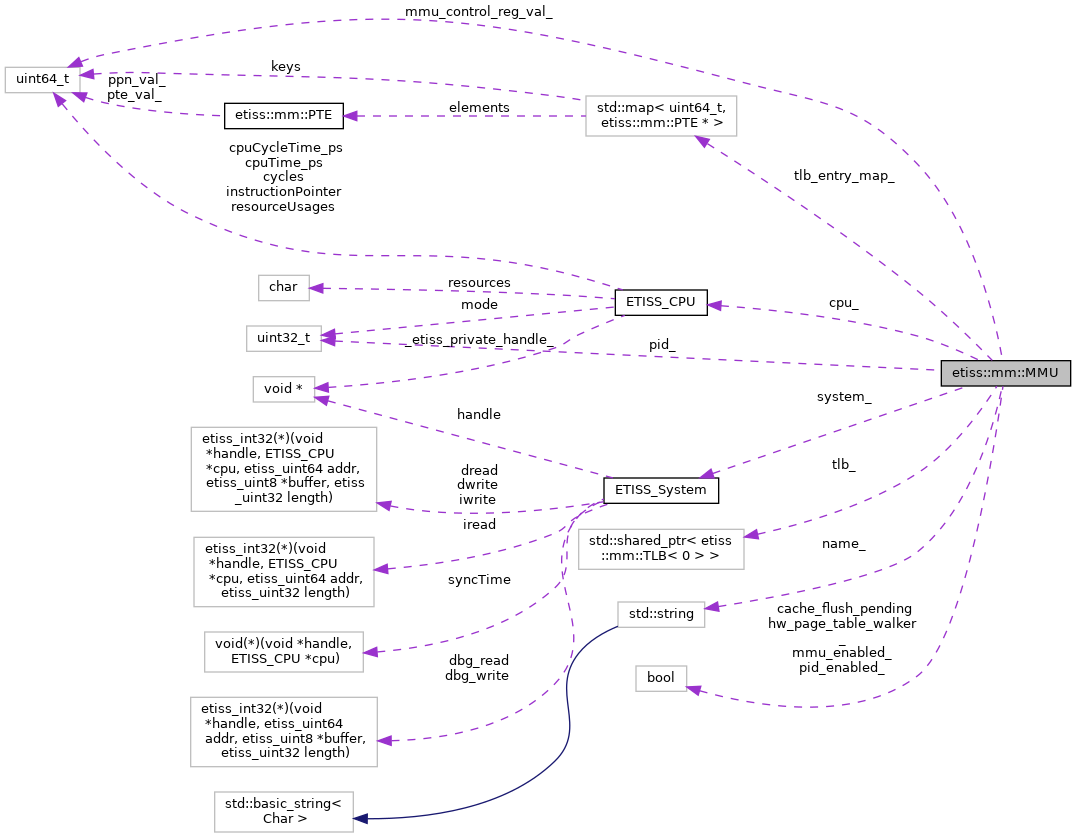 mmu_control_reg_val_
keys
uint64_t
ppn_val_
pte_val_
etiss::mm::PTE
elements
std::map< uint64_t,
etiss::mm::PTE * >
cpuCycleTime_ps
cpuTime_ps
cycles
instructionPointer
resourceUsages
tlb_entry_map_
char
resources
mode
ETISS_CPU
cpu_
uint32_t
_etiss_private_handle_
pid_
etiss::mm::MMU
void *
handle
system_
etiss_int32(*)(void
*handle, ETISS_CPU
*cpu, etiss_uint64 addr,
etiss_uint8 *buffer, etiss
_uint32 length)
dread
dwrite
iwrite
ETISS_System
tlb_
iread
std::shared_ptr< etiss
::mm::TLB< 0 > >
name_
etiss_int32(*)(void
*handle, ETISS_CPU
*cpu, etiss_uint64 addr,
etiss_uint32 length)
syncTime
std::string
cache_flush_pending
hw_page_table_walker
_
mmu_enabled_
pid_enabled_
void(*)(void *handle,
ETISS_CPU *cpu)
dbg_read
dbg_write
bool
etiss_int32(*)(void
*handle, etiss_uint64
addr, etiss_uint8 *buffer,
etiss_uint32 length)
std::basic_string<
Char >